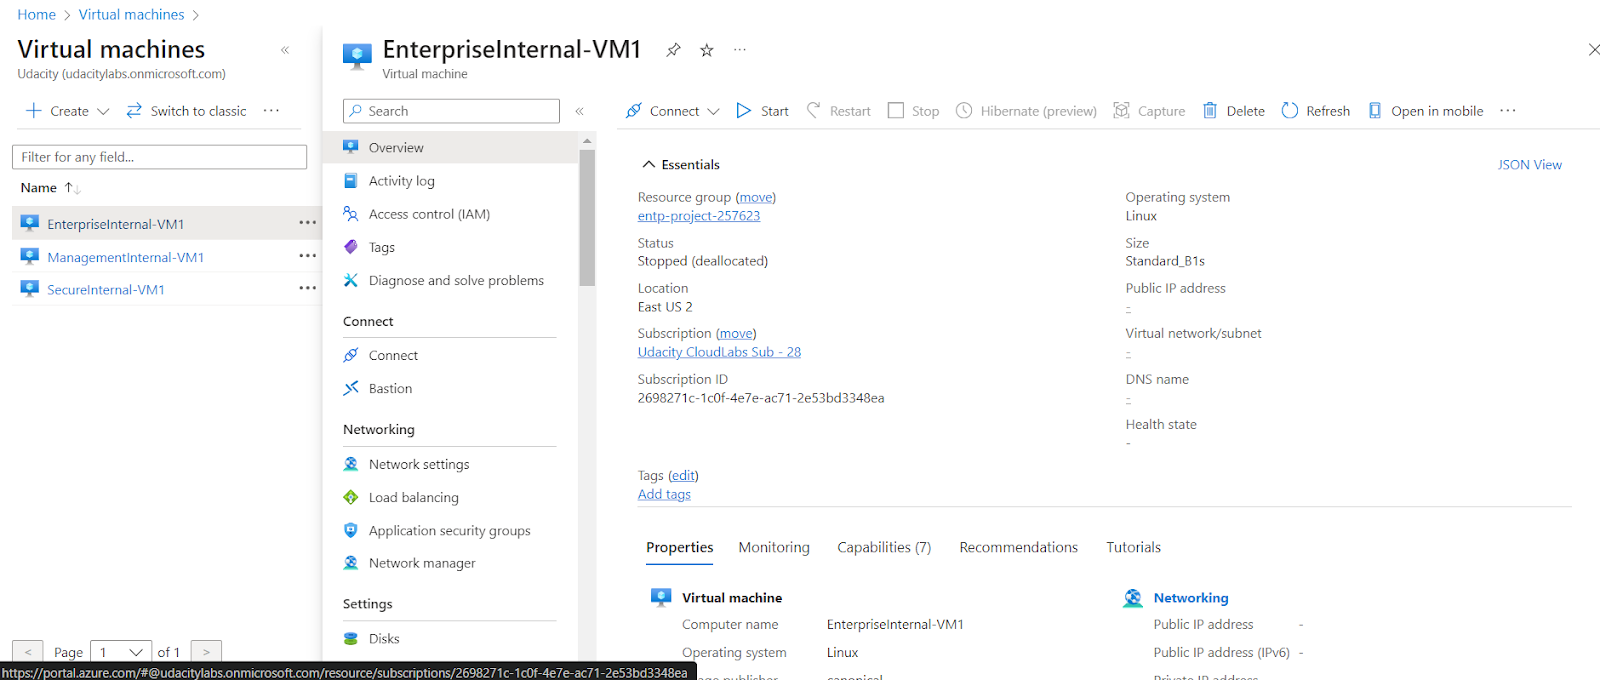 Home > Virtual machines >
Virtual machines
Udacity (udacitylabs.onmicrosoft.com)
Create
Switch to classic
Filter for any field...
Name
EnterpriseInternal-VM1
ManagementInternal-VM1
SecureInternal-VM1
< Page 1 of 1 >
EnterpriseInternal-VM1
Virtual machine
Search
Overview
Activity log
Access control (IAM)
Tags
Diagnose and solve problems
Connect
Connect
Bastion
Networking
Network settings
Load balancing
Application security groups
Network manager
Settings
Disks
Connect Start Restart Stop Hibernate (preview) Capture Delete Refresh Open in mobile
Essentials
JSON View
Resource group (move)
entp-project-257623
Status
Stopped (deallocated)
Location
East US 2
Subscription (move)
Udacity CloudLabs Sub - 28
Subscription ID
2698271c-1c0f-4e7e-ac71-2e53bd3348ea
Operating system
Linux
Size
Standard_B1s
Public IP address
-
Virtual network/subnet
-
DNS name
-
Health state
-
Tags (edit)
Add tags
Properties Monitoring Capabilities (7) Recommendations Tutorials
Virtual machine
Computer name EnterpriseInternal-VM1
Operating system Linux
canonical
Networking
Public IP address -
Public IP address (IPv6) -
Private IP address
https://portal.azure.com/#@udacitylabs.onmicrosoft.com/resource/subscriptions/2698271c-1c0f-4e7e-ac71-2e53bd3348ea